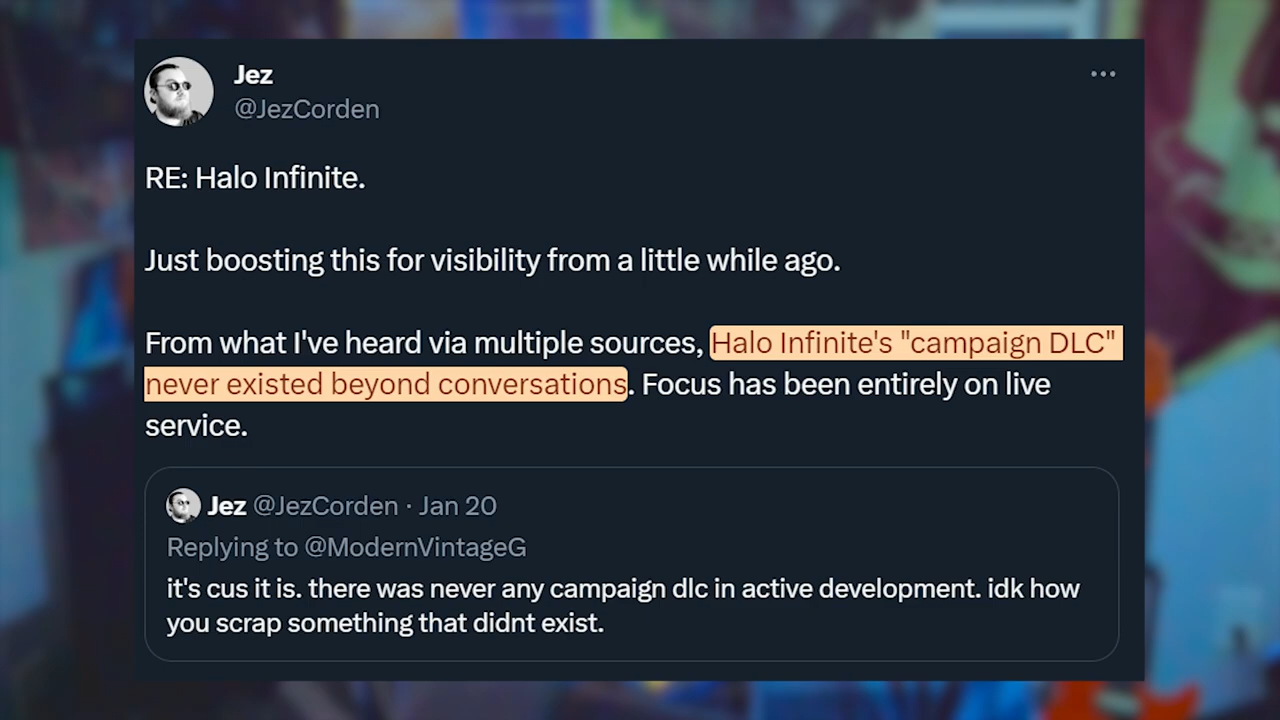 Jez
@JezCorden
RE: Halo Infinite.
Just boosting this for visibility from a little while ago.
From what I've heard via multiple sources, Halo Infinite's "campaign DLC"
never existed beyond conversations. Focus has been entirely on live
service.
Jez @JezCorden · Jan 20
Replying to @ModernVintageG
it's cus it is. there was never any campaign dlc in active development. idk how
you scrap something that didnt exist.